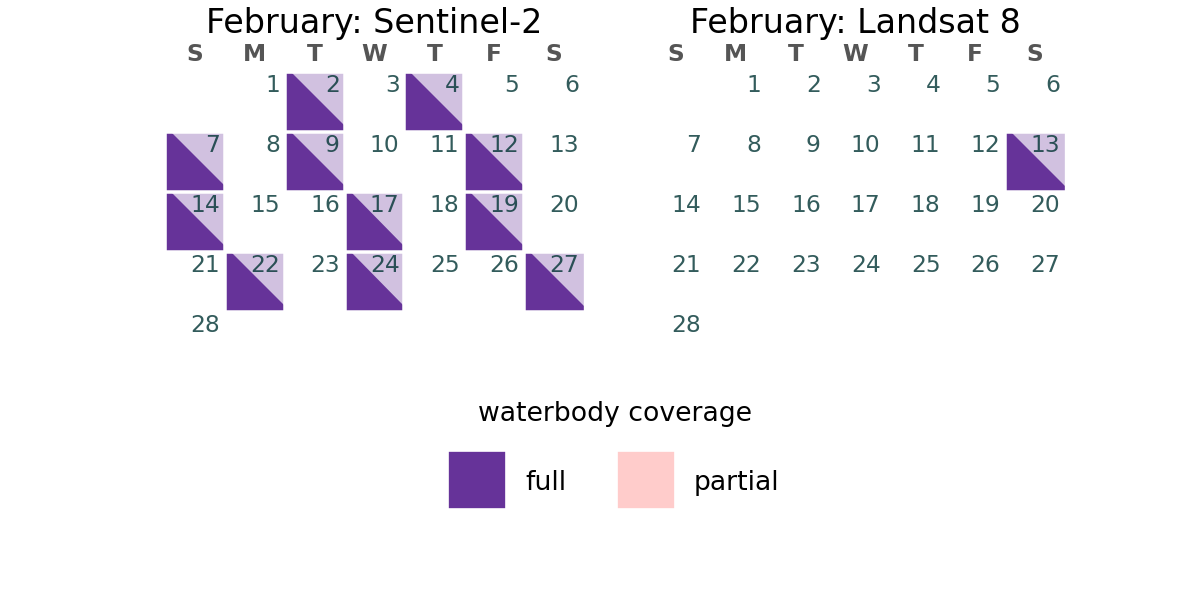 February: Sentinel-2
S M T W T F S
1 2 3 4 5 6
7 8 9 10 11 12 13
14 15 16 17 18 19 20
21 22 23 24 25 26 27
28
February: Landsat 8
S M T W T F S
1 2 3 4 5 6
7 8 9 10 11 12 13
14 15 16 17 18 19 20
21 22 23 24 25 26 27
28
waterbody coverage
full partial